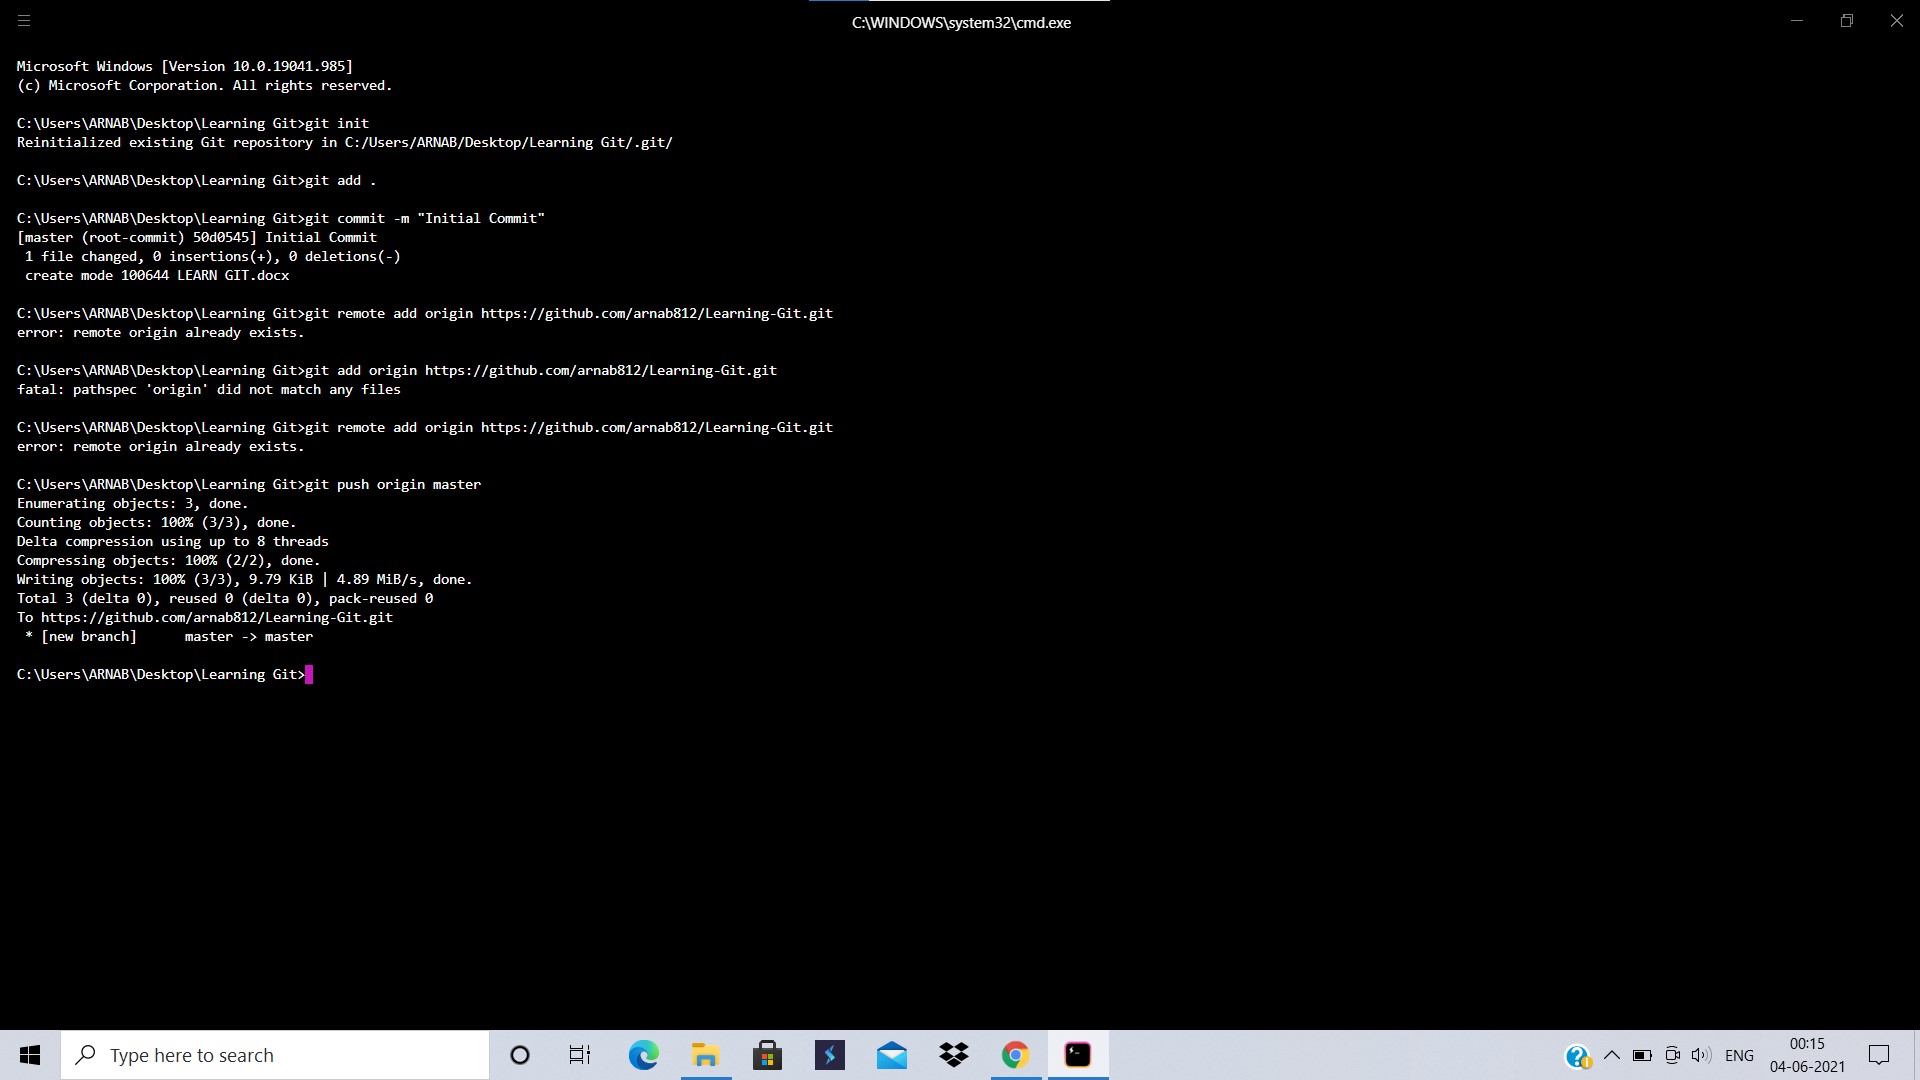 C:\WINDOWS\system32\cmd.exe
Microsoft Windows [Version 10.0.19041.985]
(c) Microsoft Corporation. All rights reserved.
C:\Users\ARNAB\Desktop\Learning Git>git init
Reinitialized existing Git repository in C:/Users/ARNAB/Desktop/Learning Git/.git/
C:\Users\ARNAB\Desktop\Learning Git>git add .
C:\Users\ARNAB\Desktop\Learning Git>git commit -m "Initial Commit"
[master (root-commit) 50d0545] Initial Commit
 1 file changed, 0 insertions(+), 0 deletions(-)
 create mode 100644 LEARN GIT.docx
C:\Users\ARNAB\Desktop\Learning Git>git remote add origin https://github.com/arnab812/Learning-Git.git
error: remote origin already exists.
C:\Users\ARNAB\Desktop\Learning Git>git add origin https://github.com/arnab812/Learning-Git.git
fatal: pathspec 'origin' did not match any files
C:\Users\ARNAB\Desktop\Learning Git>git remote add origin https://github.com/arnab812/Learning-Git.git
error: remote origin already exists.
C:\Users\ARNAB\Desktop\Learning Git>git push origin master
Enumerating objects: 3, done.
Counting objects: 100% (3/3), done.
Delta compression using up to 8 threads
Compressing objects: 100% (2/2), done.
Writing objects: 100% (3/3), 9.79 KiB | 4.89 MiB/s, done.
Total 3 (delta 0), reused 0 (delta 0), pack-reused 0
To https://github.com/arnab812/Learning-Git.git
 * [new branch]      master -> master
C:\Users\ARNAB\Desktop\Learning Git>
Type here to search
ENG
00:15
04-06-2021